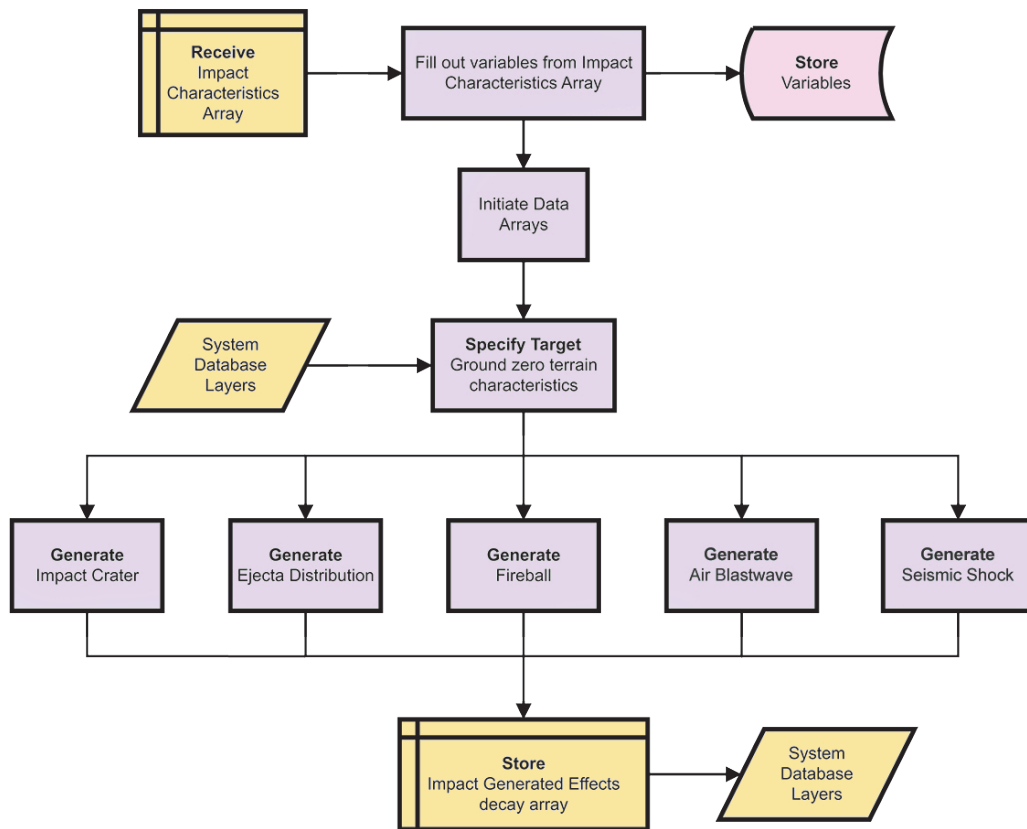 Receive
Impact
Characteristics
Array
Fill out variables from Impact
Characteristics Array
Store
Variables
Initiate Data
Arrays
System
Database
Layers
Specify Target
Ground zero terrain
characteristics
Generate
Impact Crater
Generate
Ejecta Distribution
Generate
Fireball
Generate
Air Blastwave
Generate
Seismic Shock
Store
Impact Generated Effects
decay array
System
Database
Layers